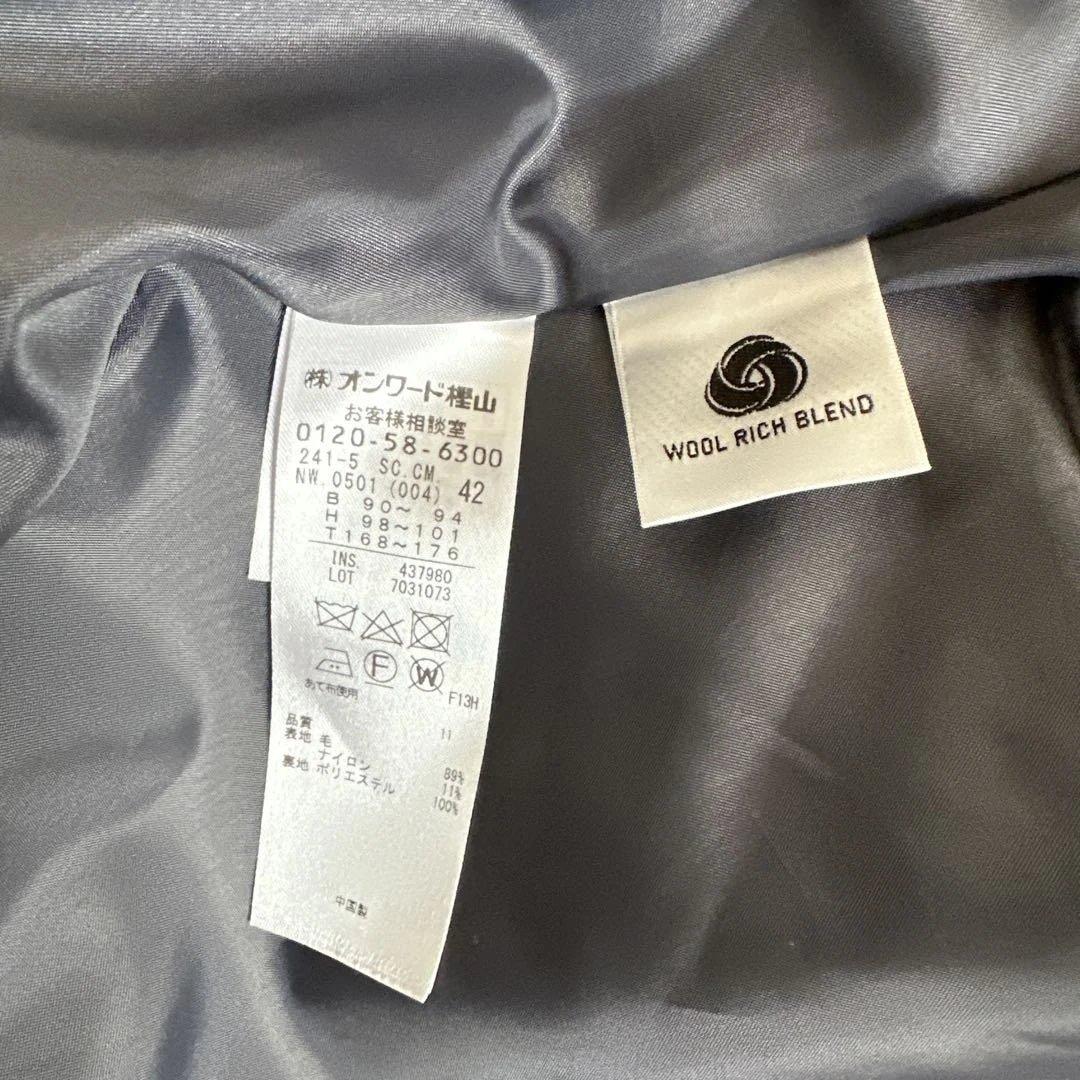 ㈱オンワード樫山
お客様相談室
0120-58-6300
241-5 SC.CM.
NW 0501 (004) 42
B 90～ 94
H 98～101
T168～176
INS. 437980
LOT 7031073
F
W
あて布使用
F13H
品質 11
表地 毛 89%
ナイロン 11%
裏地 ポリエステル 100%
中国製
WOOL RICH BLEND